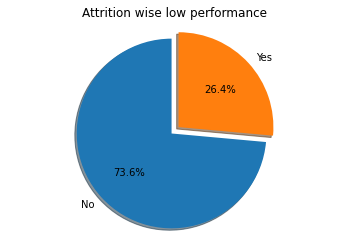 Attrition wise low performance
Yes
26.4%
73.6%
No